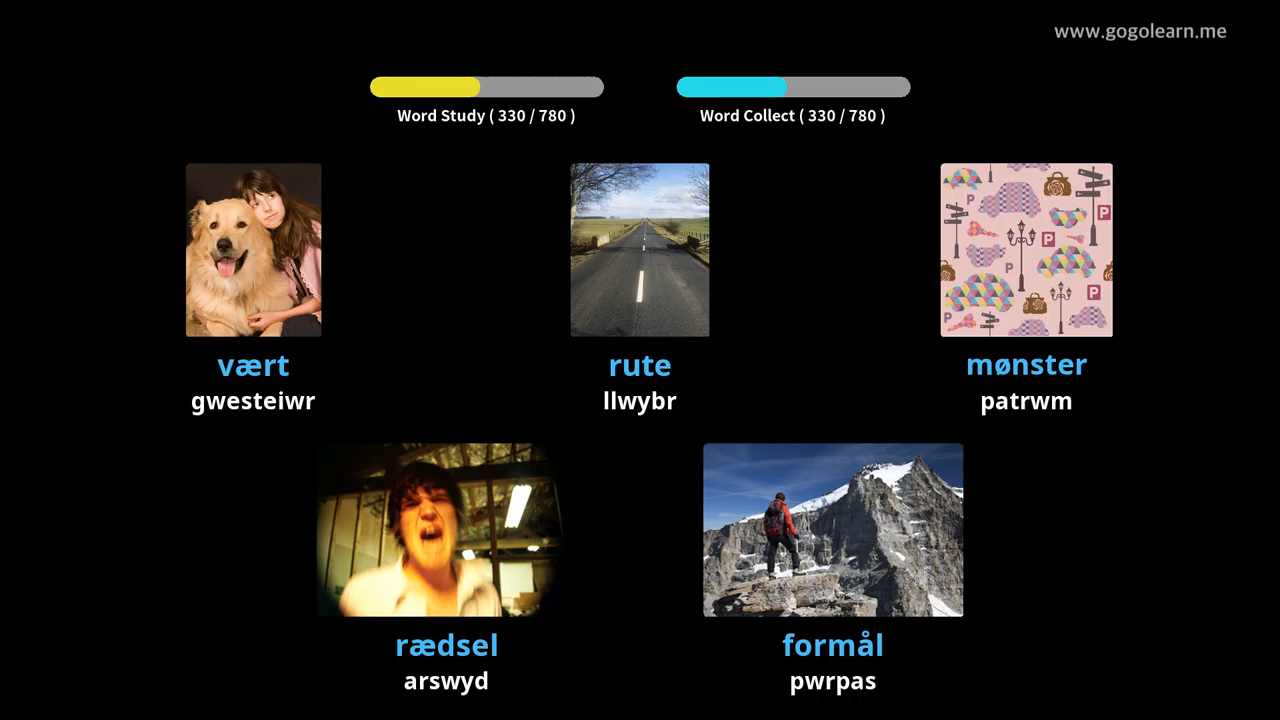 www.gogolearn.me
Word Study ( 330 / 780 )
Word Collect ( 330 / 780 )
vært
gwesteiwr
rute
llwybr
mønster
patrwm
rædsel
arswyd
formål
pwrpas